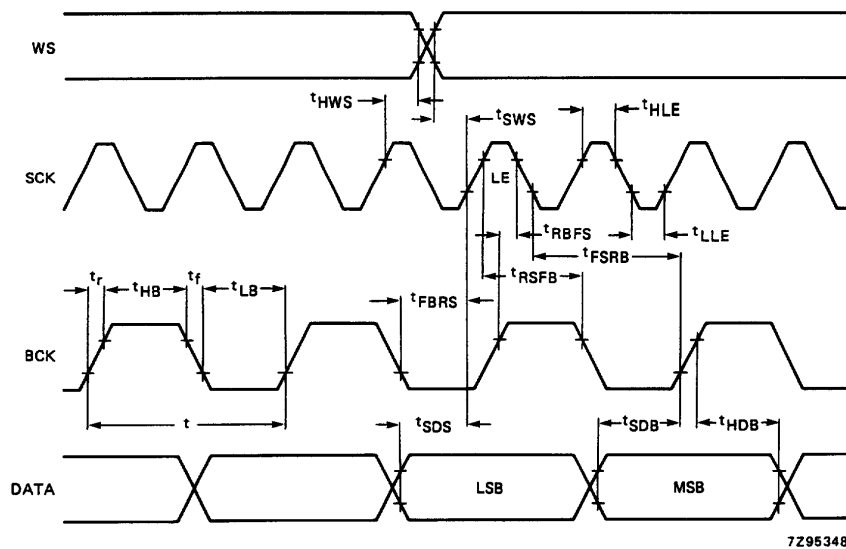 WS
tHWS
tSWS
tHLE
SCK
LE
tRBFS
tLLE
tFSRB
tRSFB
tr
tHB
tf
tLB
tFBRS
BCK
t
tSDS
tSDB
tHDB
DATA
LSB
MSB
7Z95348